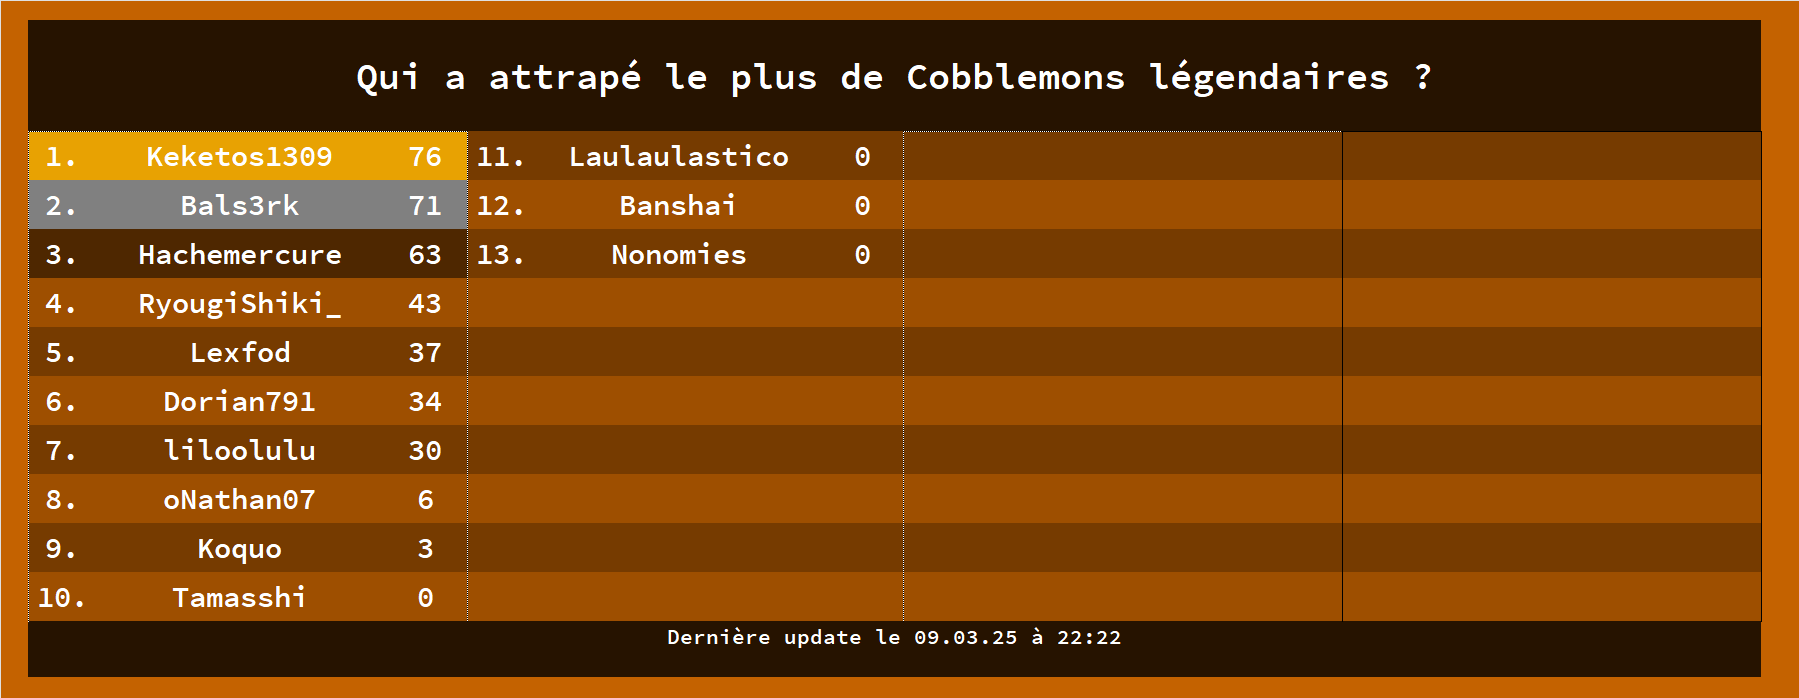 Qui a attrapé le plus de Cobblemons légendaires ?
1. Keketos1309 76
2. Bals3rk 71
3. Hachemercure 63
4. RyougiShiki_ 43
5. Lexfod 37
6. Dorian791 34
7. liloolulu 30
8. oNathan07 6
9. Koquo 3
10. Tamasshi 0
11. Laulaulastico 0
12. Banshai 0
13. Nonomies 0
Dernière update le 09.03.25 à 22:22